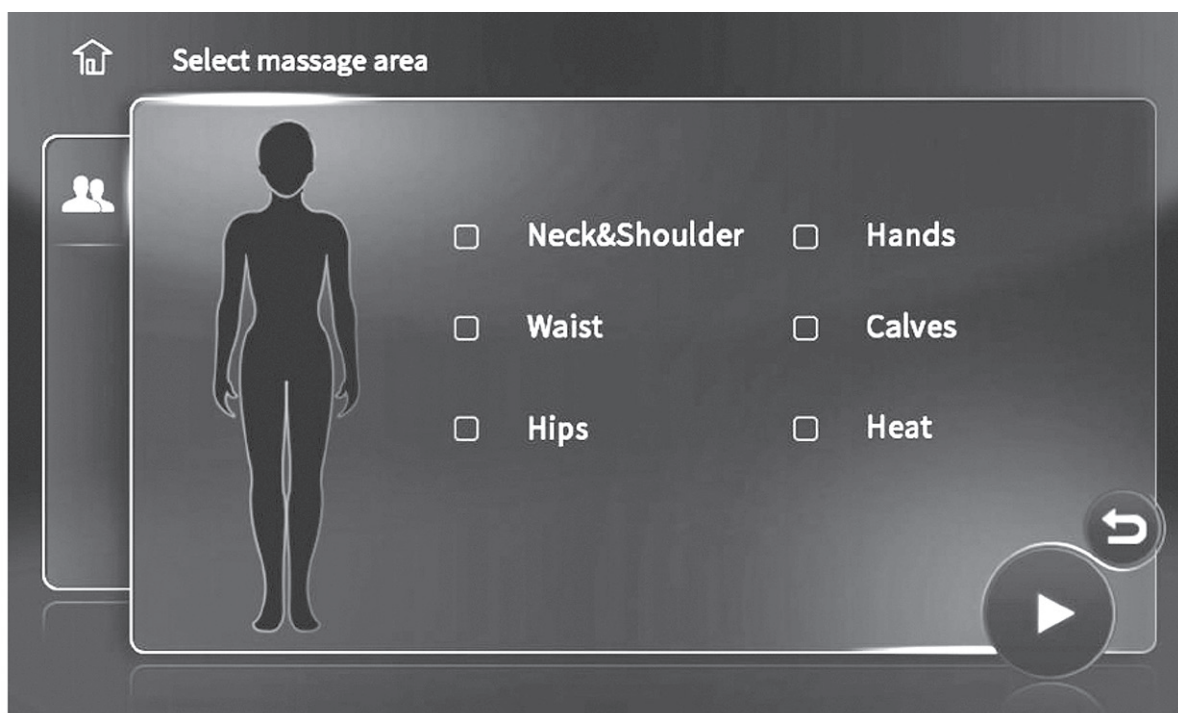 Select massage area
Neck&Shoulder
Hands
Waist
Calves
Hips
Heat